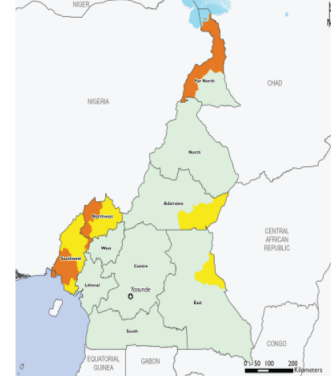 NIGER
Far North
CHAD
NIGERIA
North
Adamawa
Northwest
CENTRAL
AFRICAN
REPUBLIC
Southwest
West
Centre
Littoral
Yaounde
East
South
CONGO
EQUATORIAL
GUINEA
GABON
0 50 100 200
Kilometers